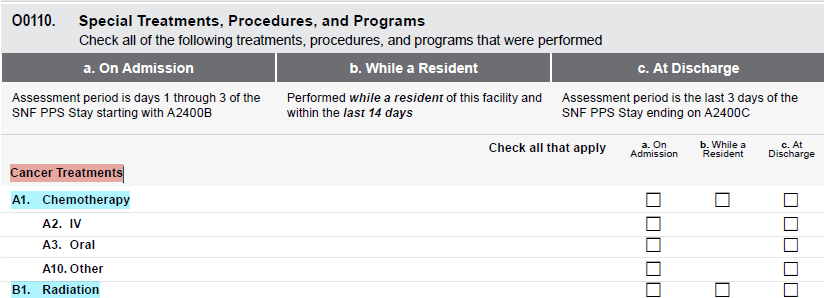 O0110. Special Treatments, Procedures, and Programs
Check all of the following treatments, procedures, and programs that were performed
a. On Admission b. While a Resident c. At Discharge
Assessment period is days 1 through 3 of the
SNF PPS Stay starting with A2400B
Performed while a resident of this facility and
within the last 14 days
Assessment period is the last 3 days of the
SNF PPS Stay ending on A2400C
Check all that apply
a. On
Admission
b. While a
Resident
c. At
Discharge
Cancer Treatments
A1. Chemotherapy
A2. IV
A3. Oral
A10. Other
B1. Radiation